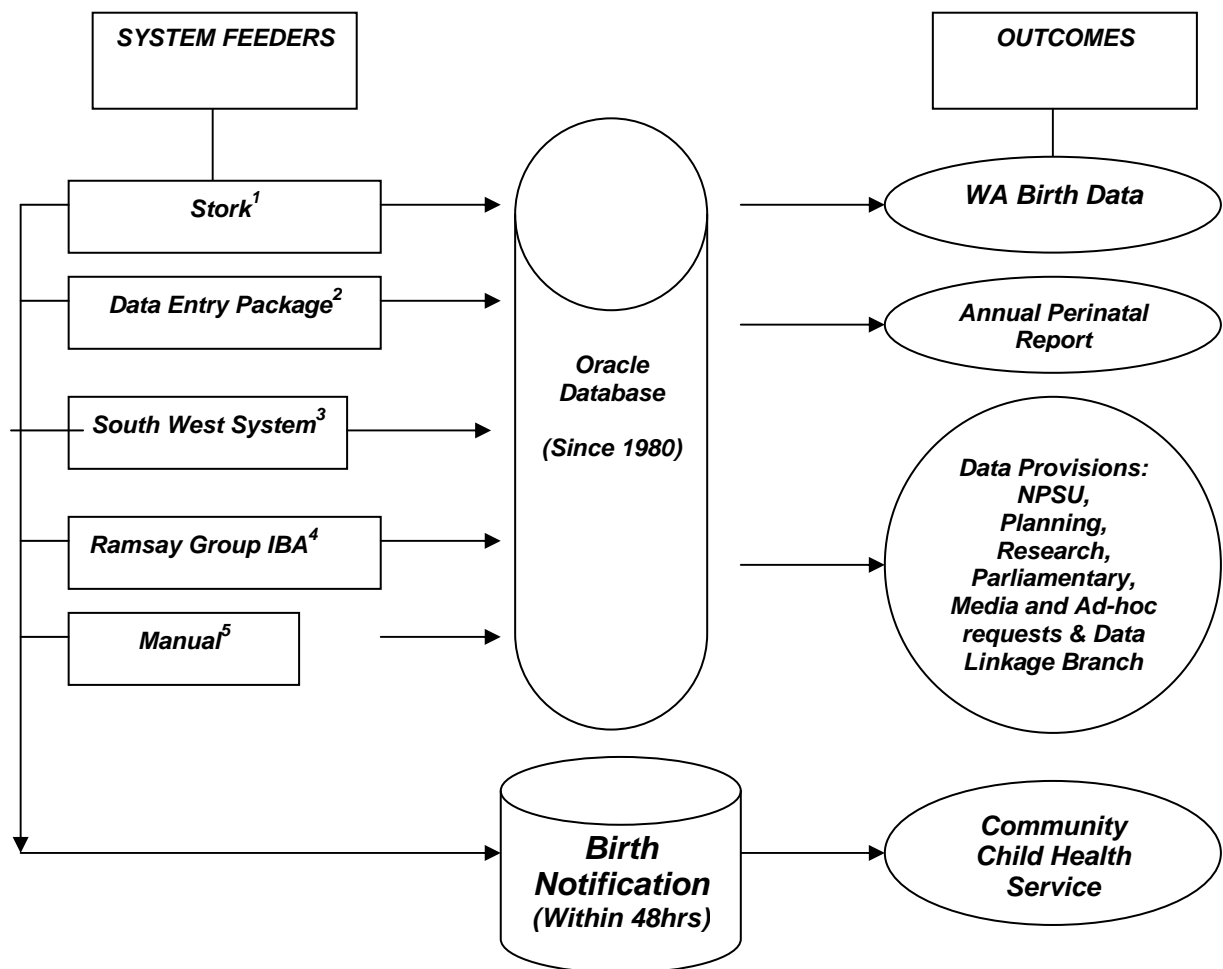 SYSTEM FEEDERS
OUTCOMES
Stork1
Data Entry Package2
South West System3
Ramsay Group IBA4
Manual5
Oracle
Database
(Since 1980)
WA Birth Data
Annual Perinatal
Report
Data Provisions:
NPSU,
Planning,
Research,
Parliamentary,
Media and Ad-hoc
requests & Data
Linkage Branch
Birth
Notification
(Within 48hrs)
Community
Child Health
Service